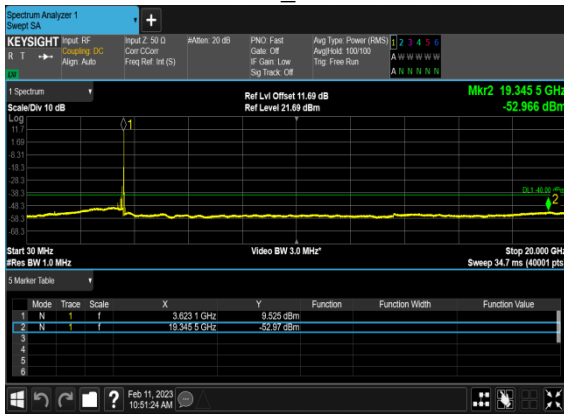 Spectrum Analyzer 1
Swept SA
KEYSIGHT Input: RF Input Z: 50 Ω #Atten: 20 dB PNO: Fast Avg Type: Power (RMS) 1 2 3 4 5 6
R T Coupling: DC Corr CCorr Gate: Off Avg|Hold: 100/100 A W W W W W
Align: Auto Freq Ref: Int (S) IF Gain: Low Trig: Free Run
Sig Track: Off A N N N N N
1 Spectrum Ref Lvl Offset 11.69 dB Mkr2 19.345 5 GHz
Scale/Div 10 dB Ref Level 21.69 dBm -52.966 dBm
Log
11.7 1
1.69
-8.31
-18.3
-28.3
-38.3 DL1 -40.00 dBm
-48.3 2
-58.3
-68.3
Start 30 MHz Video BW 3.0 MHz* Stop 20.000 GHz
#Res BW 1.0 MHz Sweep 34.7 ms (40001 pts)
5 Marker Table
Mode Trace Scale X Y Function Function Width Function Value
1 N 1 f 3.623 1 GHz 9.525 dBm
2 N 1 f 19.345 5 GHz -52.97 dBm
3
4
5
6
Feb 11, 2023
10:51:24 AM